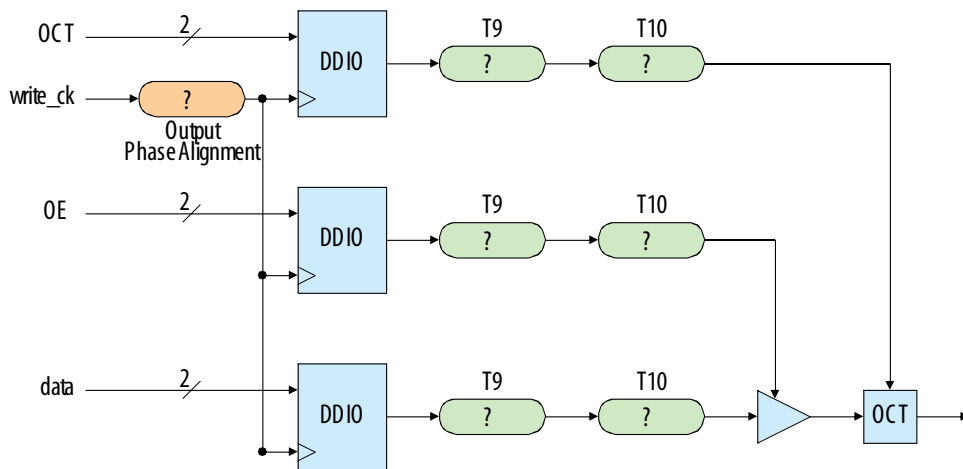 OCT
2
DDIO
T9
?
T10
?
write_ck
?
Output
Phase Alignment
OE
2
DDIO
T9
?
T10
?
data
2
DDIO
T9
?
T10
?
OCT